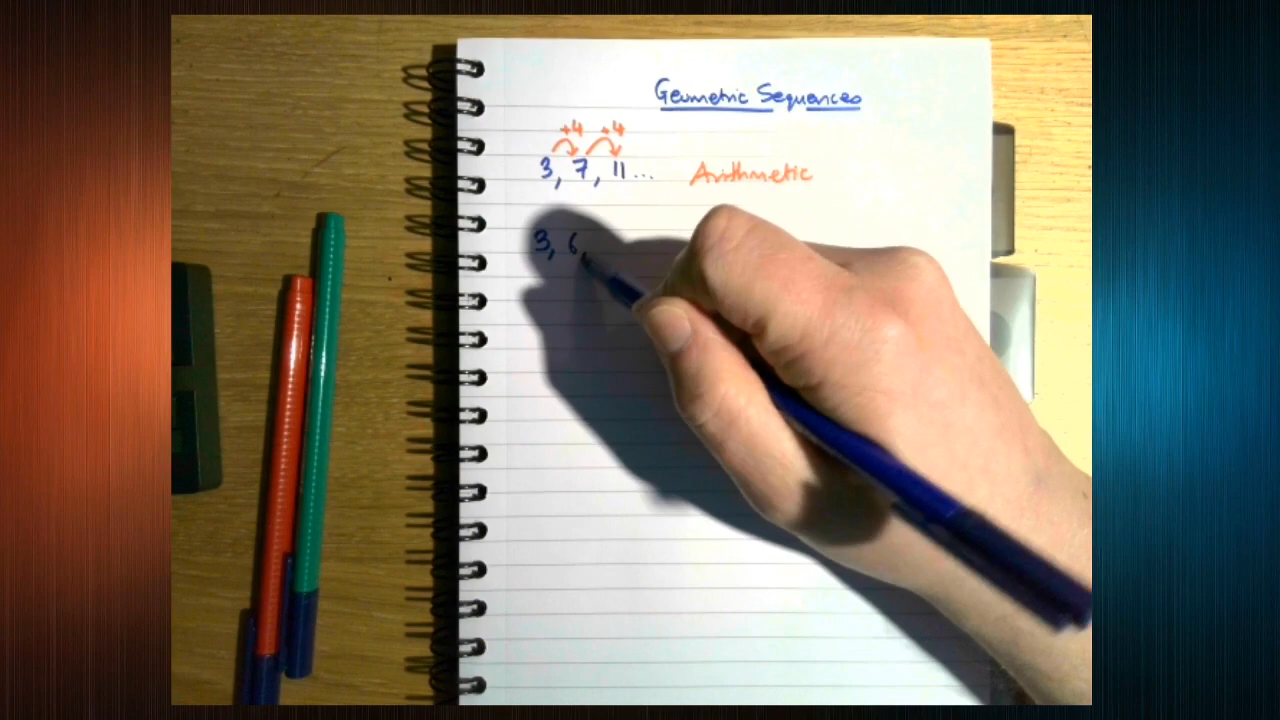 Geometric Sequences
+4 +4
3, 7, 11... Arithmetic
3, 6,